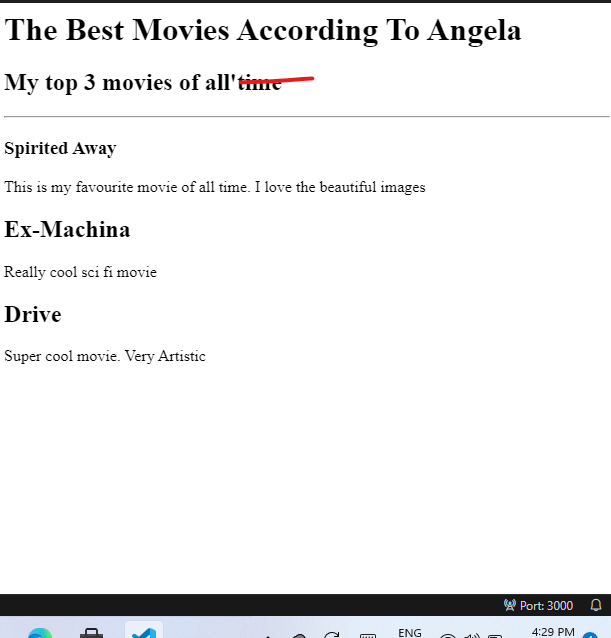 The Best Movies According To Angela
My top 3 movies of all'time
Spirited Away
This is my favourite movie of all time. I love the beautiful images
Ex-Machina
Really cool sci fi movie
Drive
Super cool movie. Very Artistic
Port: 3000
ENG
4:29 PM